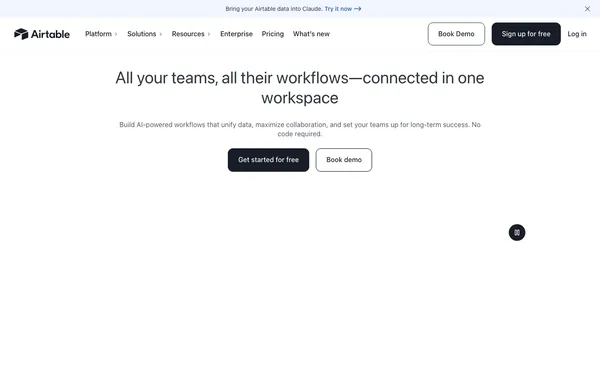 Bring your Airtable data into Claude. Try it now →
Airtable Platform Solutions Resources Enterprise Pricing What's new Book Demo Sign up for free Log in
All your teams, all their workflows—connected in one
workspace
Build AI-powered workflows that unify data, maximize collaboration, and set your teams up for long-term success. No
code required.
Get started for free Book demo